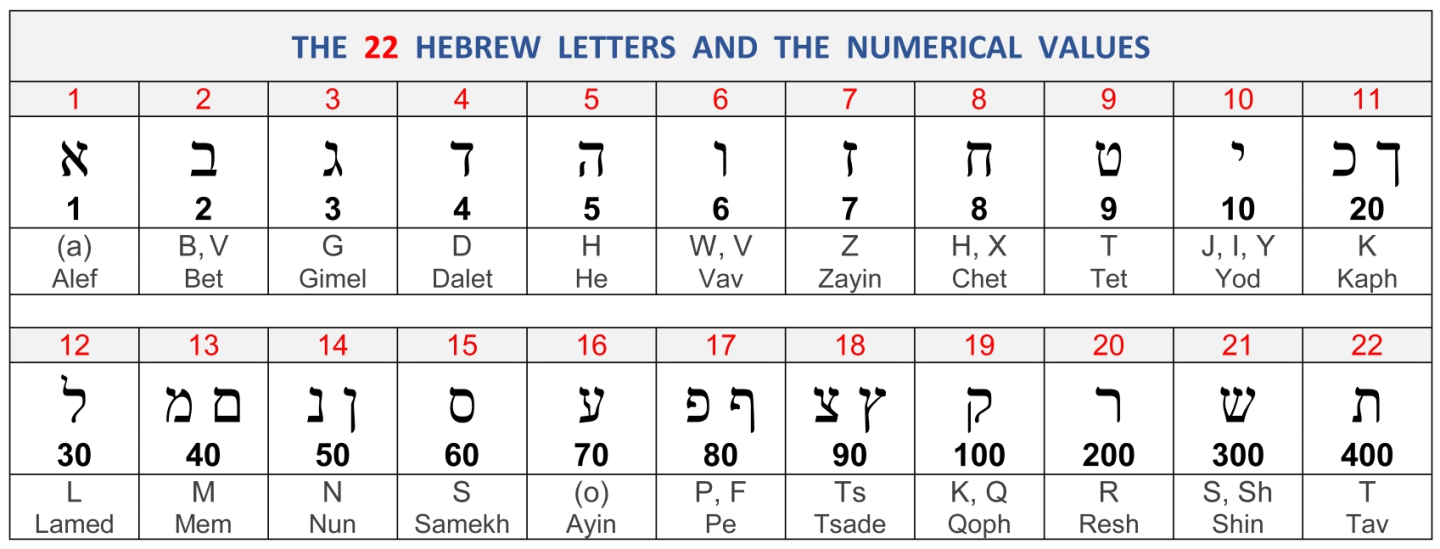 THE 22 HEBREW LETTERS AND THE NUMERICAL VALUES
1 2 3 4 5 6 7 8 9 10 11
א ב ג ד ה ו ז ח ט י כ ך
1 2 3 4 5 6 7 8 9 10 20
(a) B, V G D H W, V Z H, X T J, I, Y K
Alef Bet Gimel Dalet He Vav Zayin Chet Tet Yod Kaph
12 13 14 15 16 17 18 19 20 21 22
ל מ ם נ ן ס ע פ ף צ ץ ק ר ש ת
30 40 50 60 70 80 90 100 200 300 400
L M N S (o) P, F Ts K, Q R S, Sh T
Lamed Mem Nun Samekh Ayin Pe Tsade Qoph Resh Shin Tav